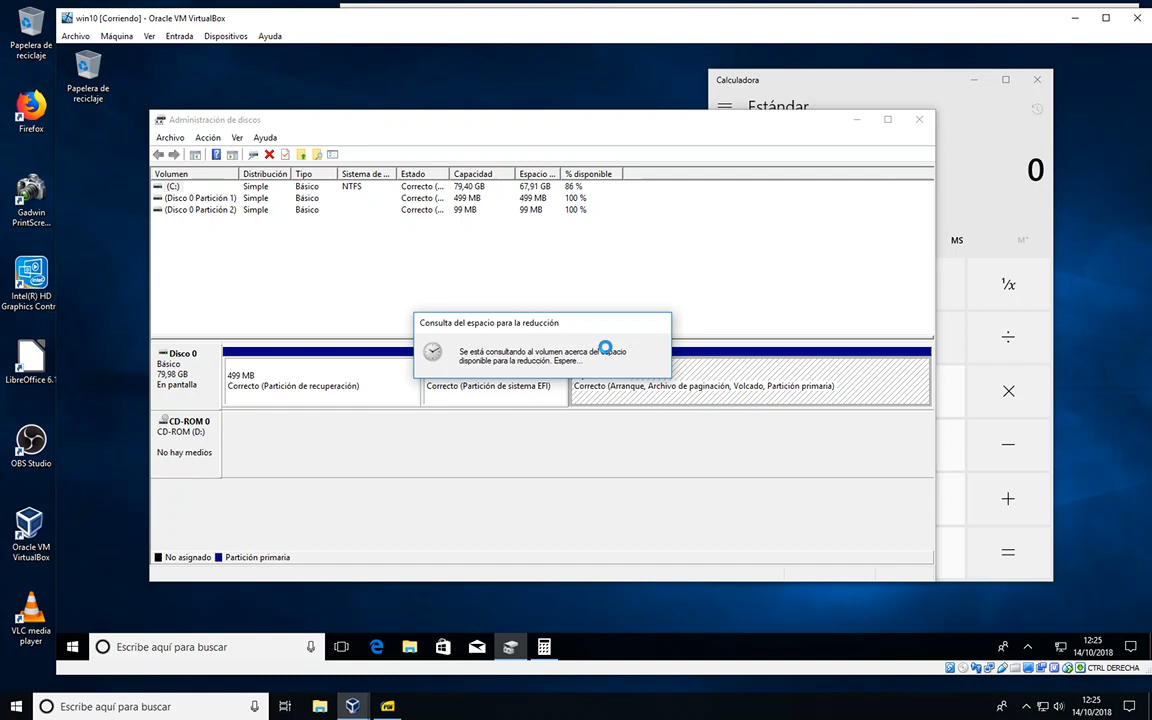 win10 [Corriendo] - Oracle VM VirtualBox
Archivo Máquina Ver Entrada Dispositivos Ayuda
Papelera de
reciclaje
Firefox
Gadwin
PrintScre...
Intel(R) HD
Graphics Contr
LibreOffice 6.1
OBS Studio
Oracle VM
VirtualBox
VLC media
player
Papelera de
reciclaje
Calculadora
Estándar
0
MS M˅
¹/x
÷
×
−
+
=
Administración de discos
Archivo Acción Ver Ayuda
Volumen Distribución Tipo Sistema de ... Estado Capacidad Espacio ... % disponible
(C:) Simple Básico NTFS Correcto (... 79,40 GB 67,91 GB 86 %
(Disco 0 Partición 1) Simple Básico Correcto (... 499 MB 499 MB 100 %
(Disco 0 Partición 2) Simple Básico Correcto (... 99 MB 99 MB 100 %
Consulta del espacio para la reducción
Se está consultando al volumen acerca del espacio
disponible para la reducción. Espere...
Disco 0
Básico
79,98 GB
En pantalla
499 MB
Correcto (Partición de recuperación)
Correcto (Partición de sistema EFI)
Correcto (Arranque, Archivo de paginación, Volcado, Partición primaria)
CD-ROM 0
CD-ROM (D:)
No hay medios
No asignado Partición primaria
Escribe aquí para buscar
12:25
14/10/2018
CTRL DERECHA
Escribe aquí para buscar
12:25
14/10/2018